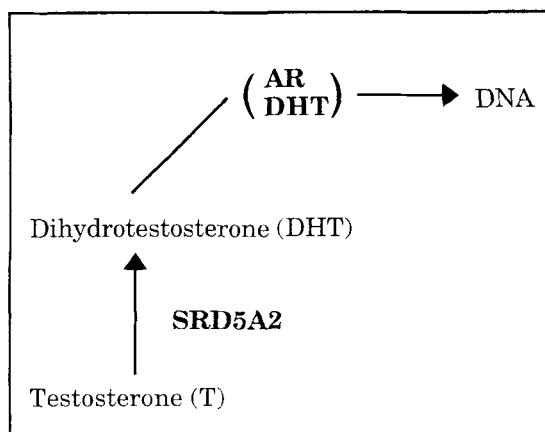 ( AR
DHT ) DNA
Dihydrotestosterone (DHT)
SRD5A2
Testosterone (T)